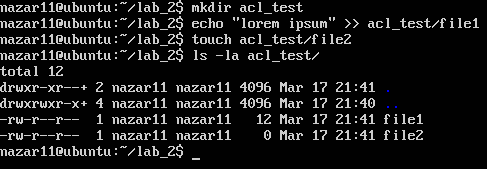 nazar11@ubuntu:~/lab_2$ mkdir acl_test
nazar11@ubuntu:~/lab_2$ echo "lorem ipsum" >> acl_test/file1
nazar11@ubuntu:~/lab_2$ touch acl_test/file2
nazar11@ubuntu:~/lab_2$ ls -la acl_test/
total 12
drwxr-xr--+ 2 nazar11 nazar11 4096 Mar 17 21:41 .
drwxrwxr-x+ 4 nazar11 nazar11 4096 Mar 17 21:40 ..
-rw-r--r-- 1 nazar11 nazar11 12 Mar 17 21:41 file1
-rw-r--r-- 1 nazar11 nazar11 0 Mar 17 21:41 file2
nazar11@ubuntu:~/lab_2$ _